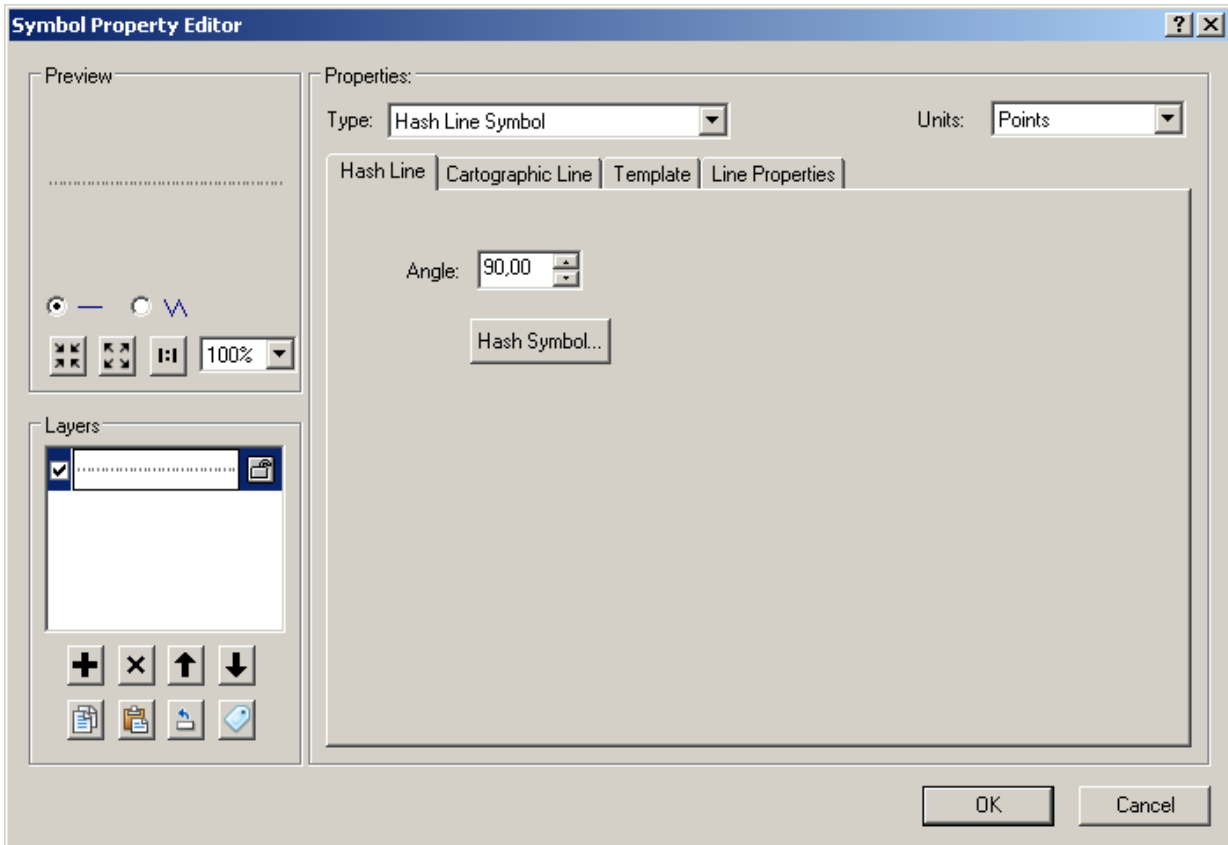 Symbol Property Editor
Preview
100%
Layers
Properties:
Type: Hash Line Symbol Units: Points
Hash Line Cartographic Line Template Line Properties
Angle: 90,00
Hash Symbol...
OK Cancel